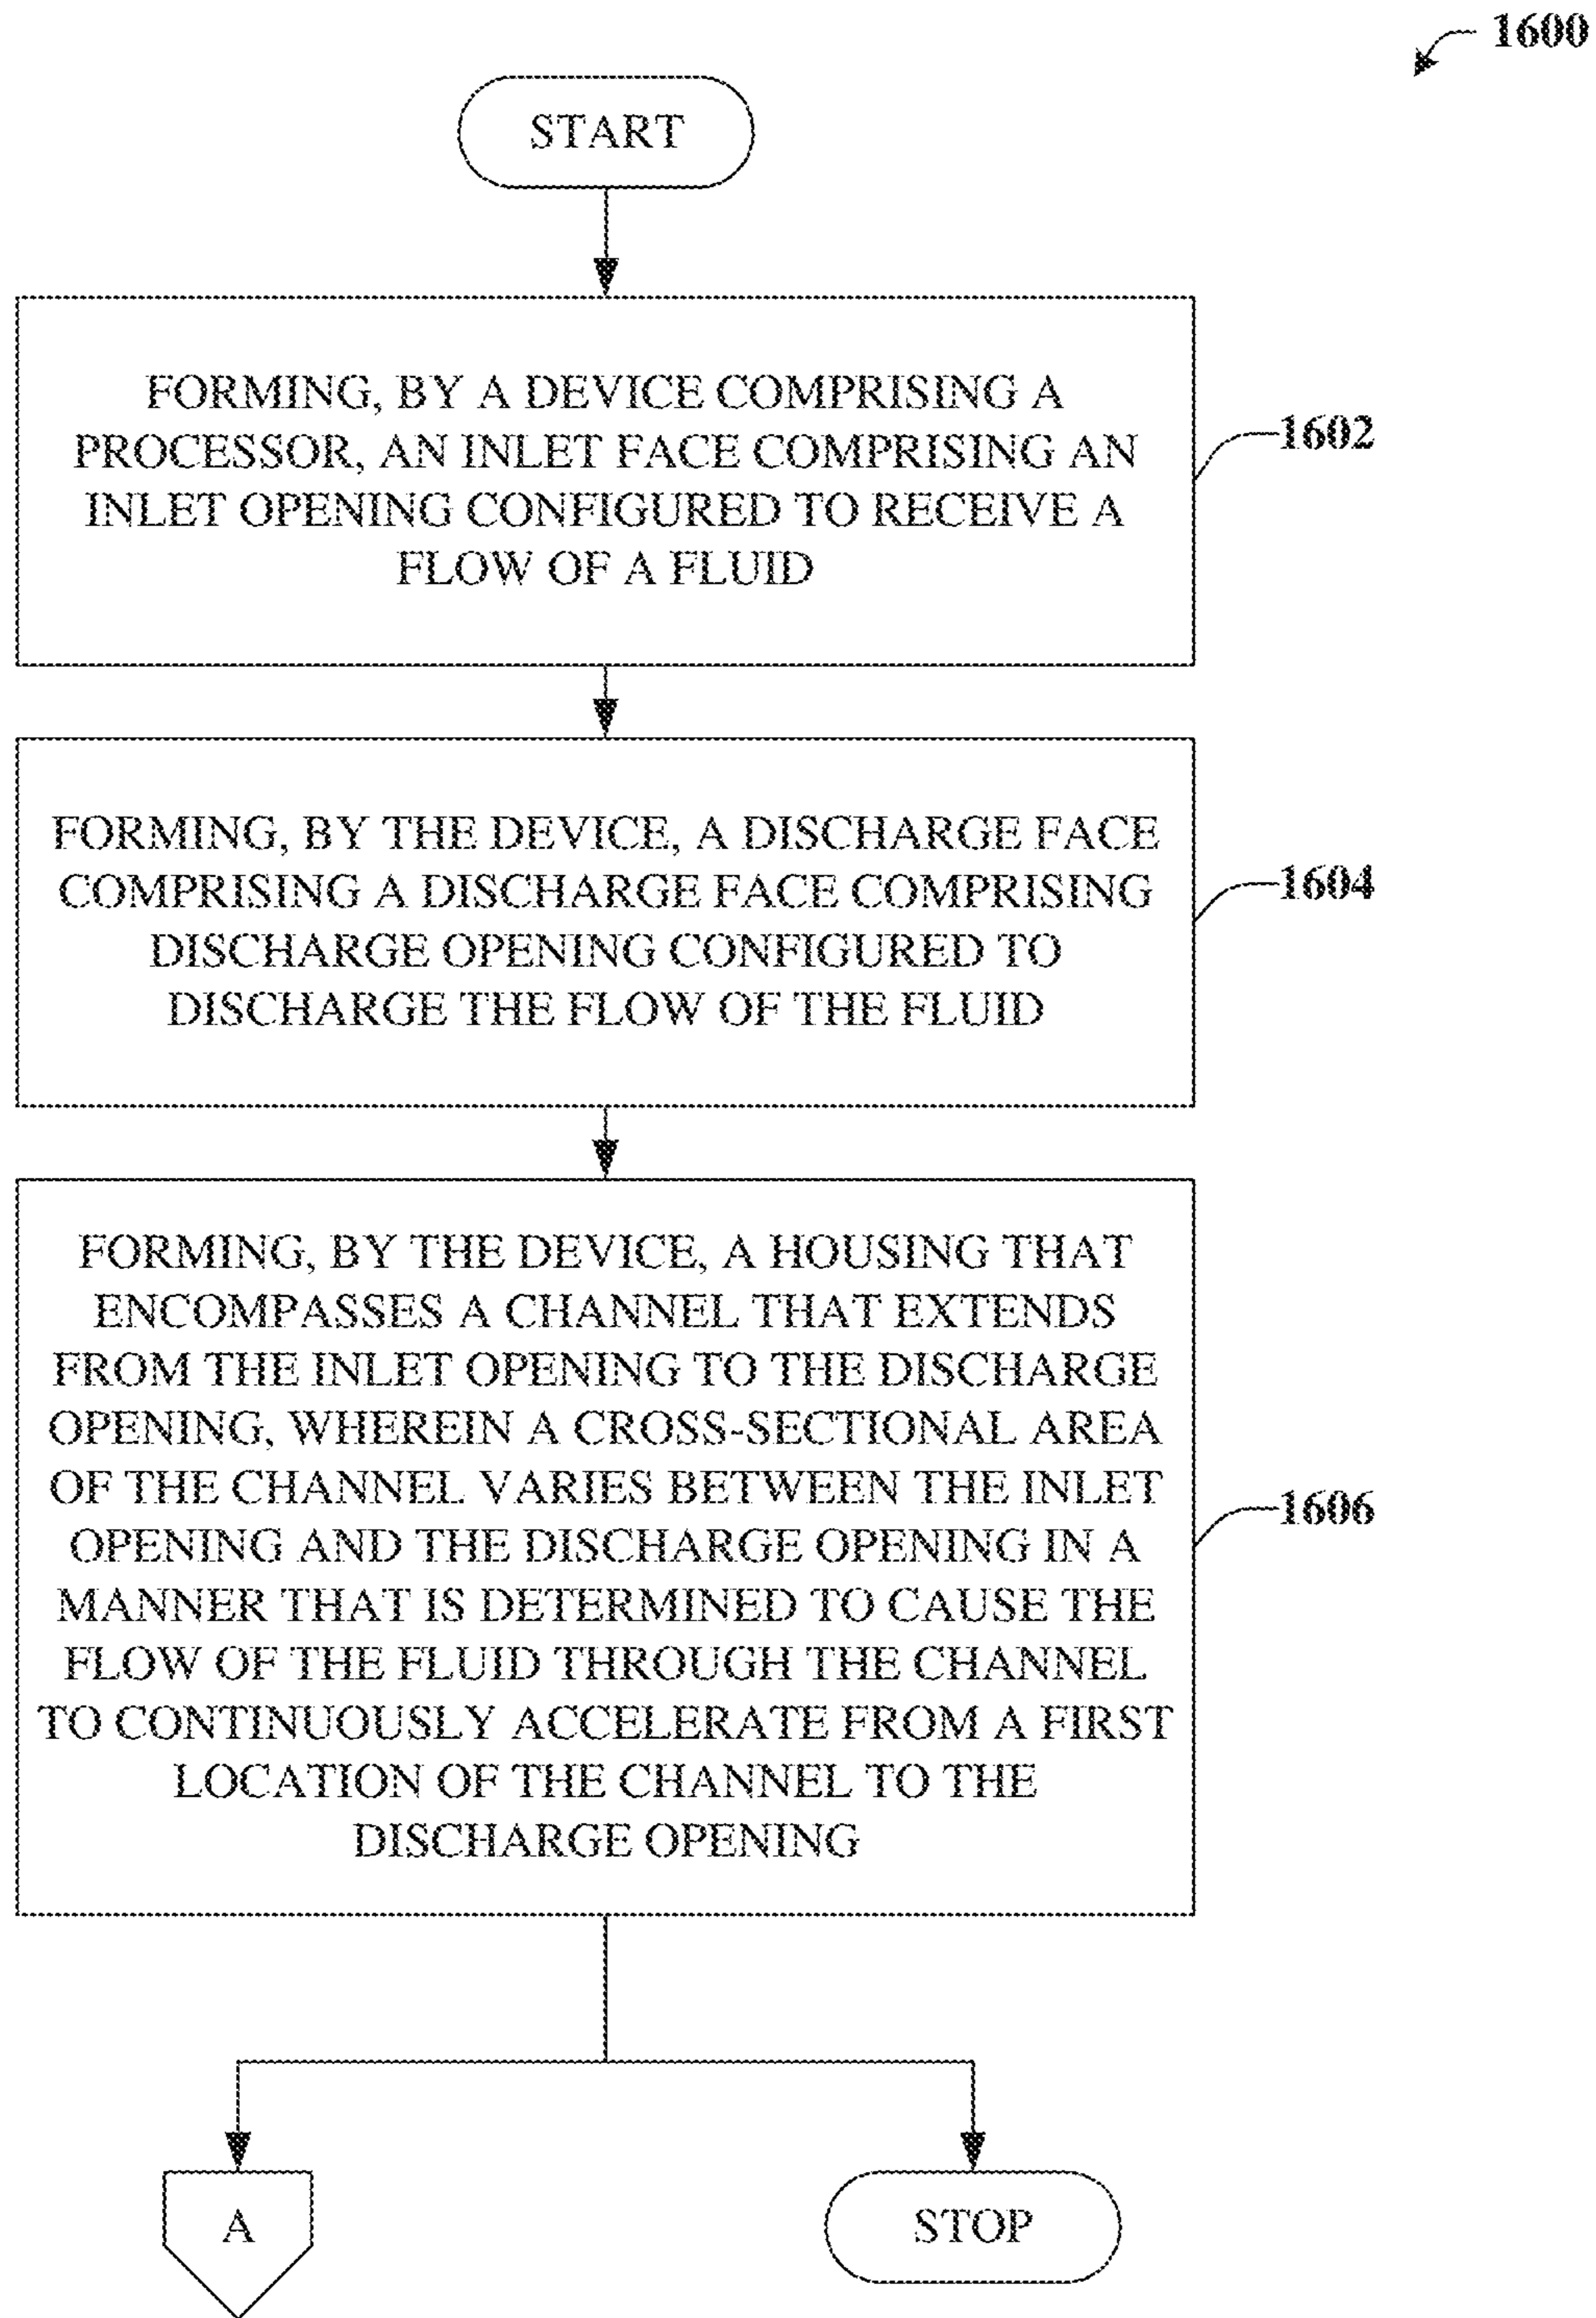 1600
START
FORMING, BY A DEVICE COMPRISING A
PROCESSOR, AN INLET FACE COMPRISING AN
INLET OPENING CONFIGURED TO RECEIVE A
FLOW OF A FLUID
1602
FORMING, BY THE DEVICE, A DISCHARGE FACE
COMPRISING A DISCHARGE FACE COMPRISING
DISCHARGE OPENING CONFIGURED TO
DISCHARGE THE FLOW OF THE FLUID
1604
FORMING, BY THE DEVICE, A HOUSING THAT
ENCOMPASSES A CHANNEL THAT EXTENDS
FROM THE INLET OPENING TO THE DISCHARGE
OPENING, WHEREIN A CROSS-SECTIONAL AREA
OF THE CHANNEL VARIES BETWEEN THE INLET
OPENING AND THE DISCHARGE OPENING IN A
MANNER THAT IS DETERMINED TO CAUSE THE
FLOW OF THE FLUID THROUGH THE CHANNEL
TO CONTINUOUSLY ACCELERATE FROM A FIRST
LOCATION OF THE CHANNEL TO THE
DISCHARGE OPENING
1606
A
STOP